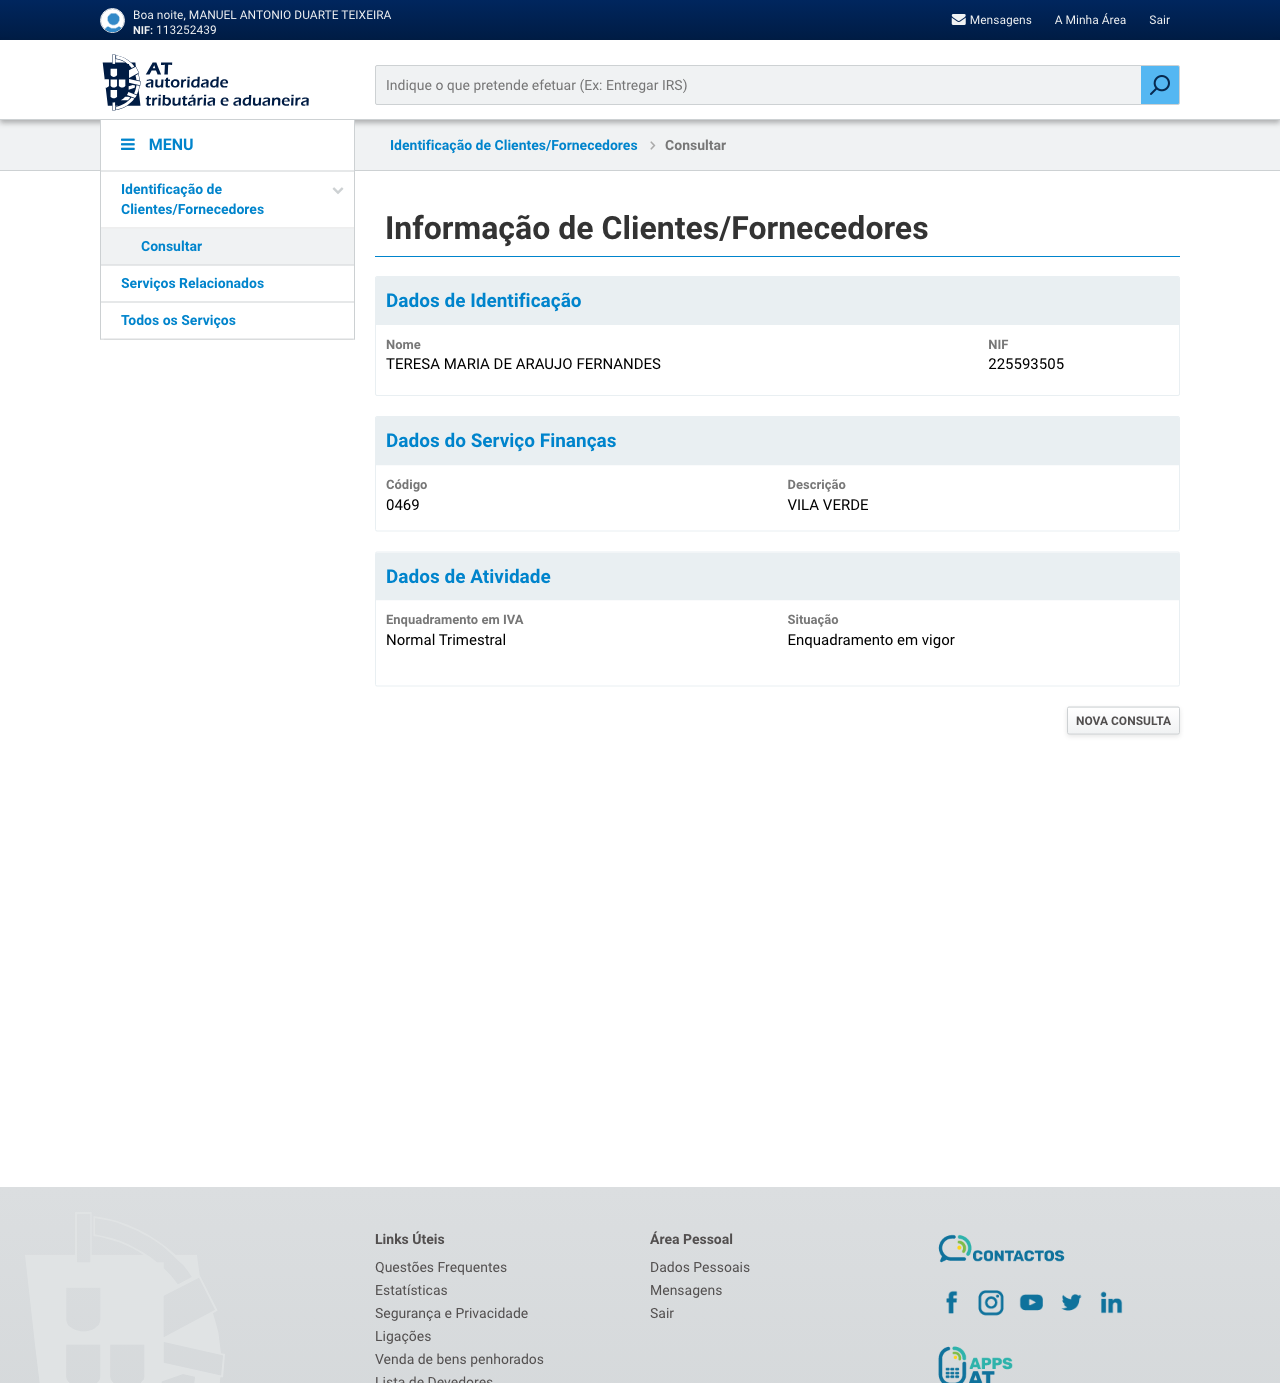 Boa noite, MANUEL ANTONIO DUARTE TEIXEIRA
NIF: 113252439
Mensagens A Minha Área Sair
AT
autoridade
tributária e aduaneira
Indique o que pretende efetuar (Ex: Entregar IRS)
MENU
Identificação de Clientes/Fornecedores Consultar
Identificação de
Clientes/Fornecedores
Consultar
Serviços Relacionados
Todos os Serviços
Informação de Clientes/Fornecedores
Dados de Identificação
Nome NIF
TERESA MARIA DE ARAUJO FERNANDES 225593505
Dados do Serviço Finanças
Código Descrição
0469 VILA VERDE
Dados de Atividade
Enquadramento em IVA Situação
Normal Trimestral Enquadramento em vigor
NOVA CONSULTA
Links Úteis
Questões Frequentes
Estatísticas
Segurança e Privacidade
Ligações
Venda de bens penhorados
Lista de Devedores
Área Pessoal
Dados Pessoais
Mensagens
Sair
CONTACTOS
APPS
AT